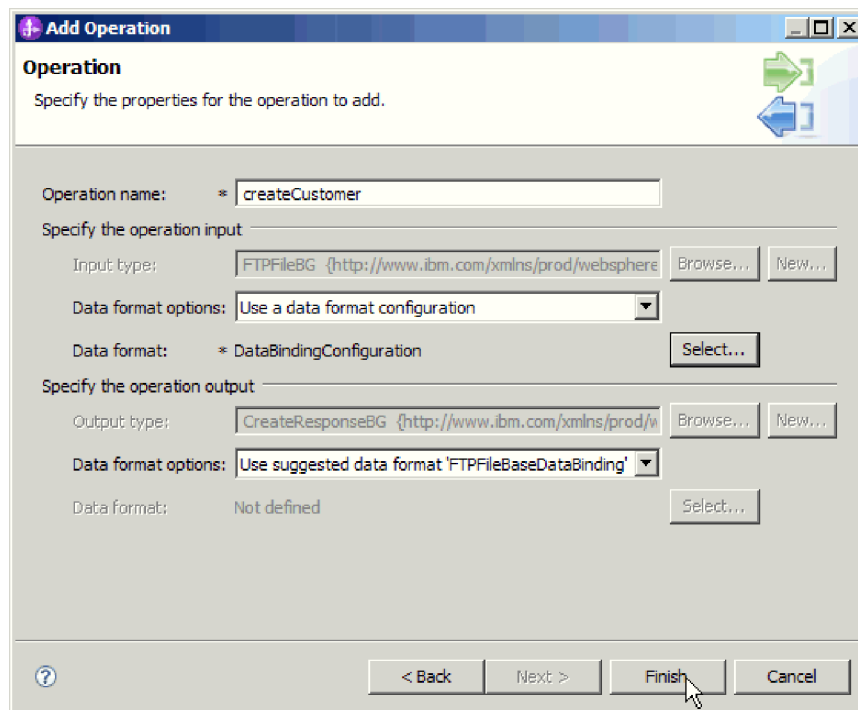 Add Operation
Operation
Specify the properties for the operation to add.
Operation name: * createCustomer
Specify the operation input
Input type: FTPFileBG {http://www.ibm.com/xmlns/prod/websphere Browse... New...
Data format options: Use a data format configuration
Data format: * DataBindingConfiguration Select...
Specify the operation output
Output type: CreateResponseBG {http://www.ibm.com/xmlns/prod/w Browse... New...
Data format options: Use suggested data format 'FTPFileBaseDataBinding'
Data format: Not defined Select...
? < Back Next > Finish Cancel